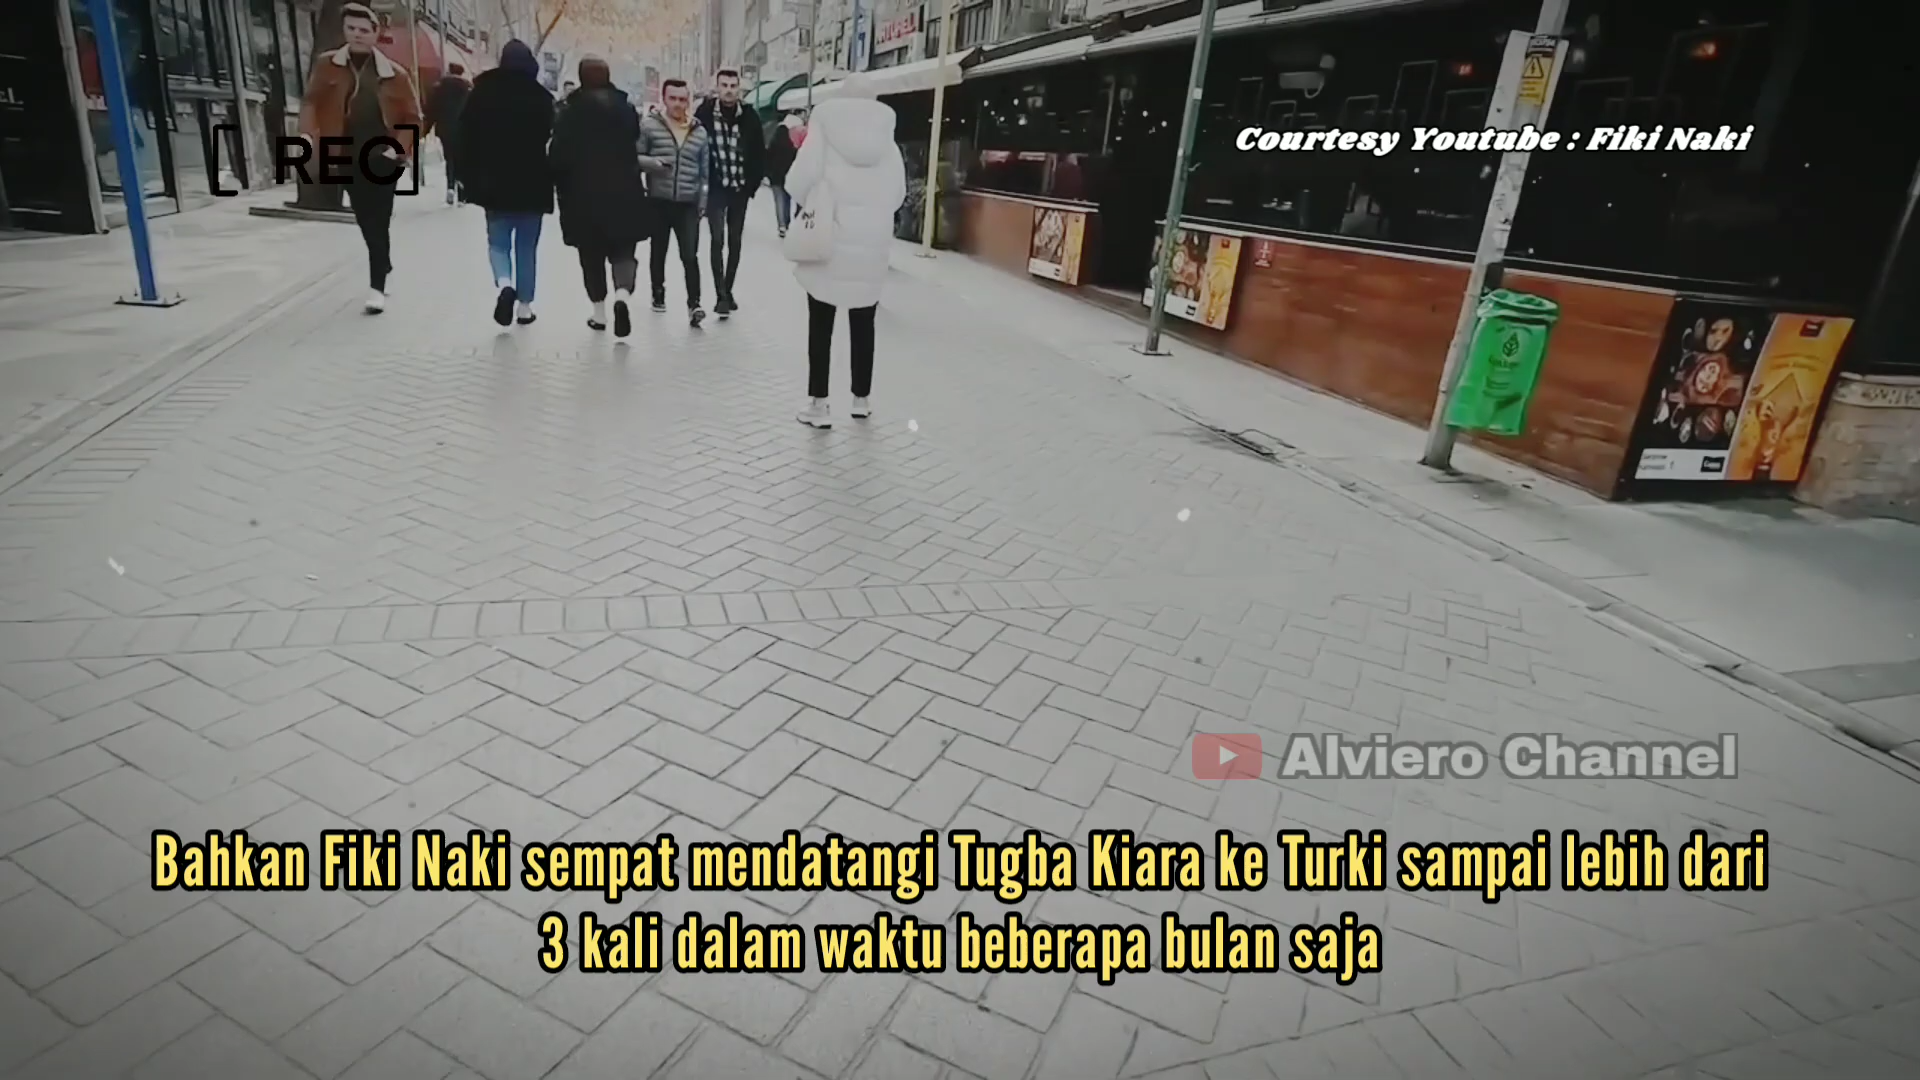 [ REC]
Courtesy Youtube : Fiki Naki
Alviero Channel
Bahkan Fiki Naki sempat mendatangi Tugba Kiara ke Turki sampai lebih dari
3 kali dalam waktu beberapa bulan saja